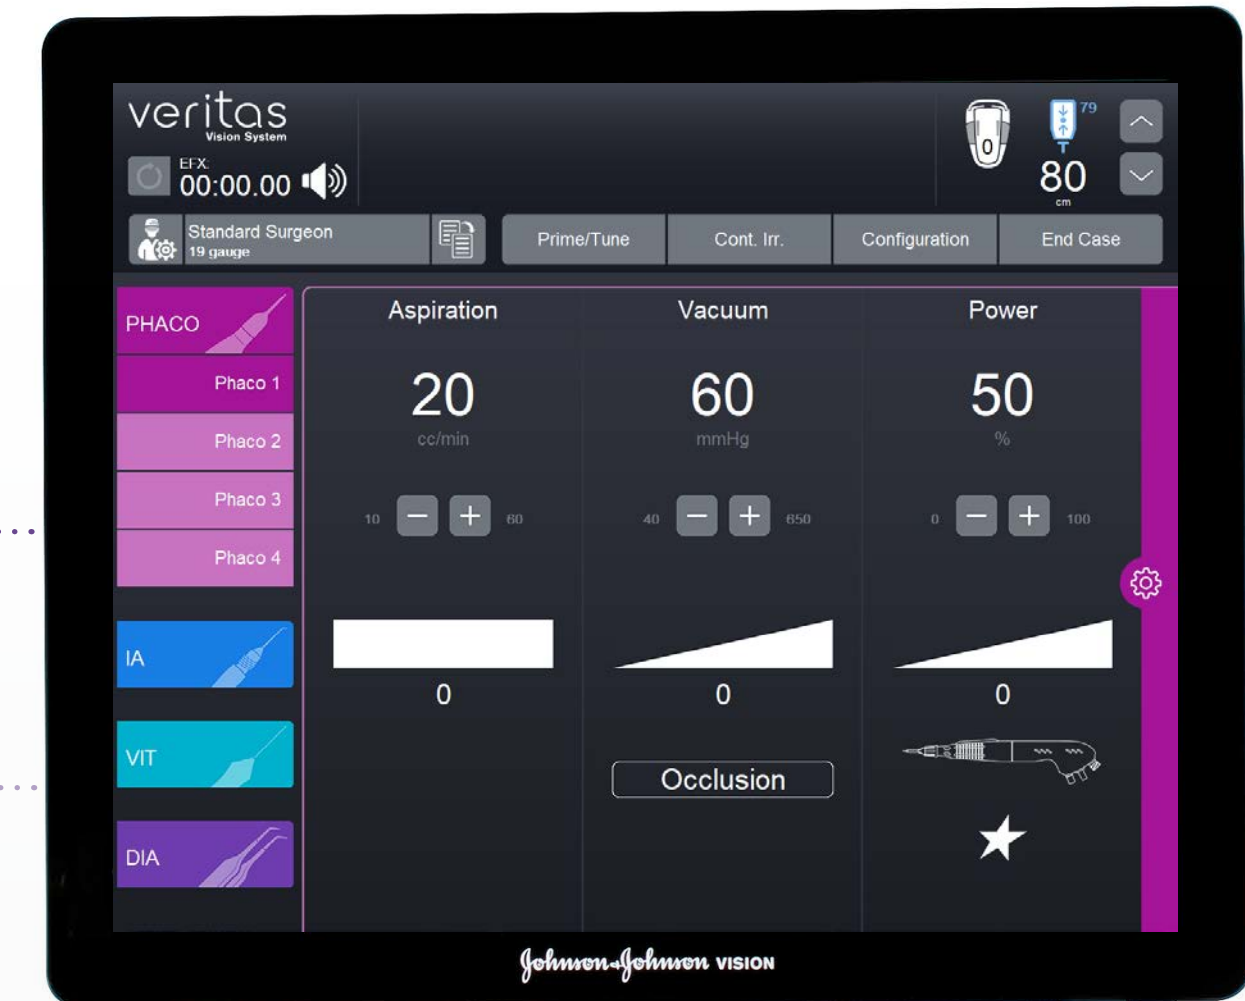 veritas
Vision System
EFX:
00:00.00
0
79
80
cm
Standard Surgeon
19 gauge
Prime/Tune
Cont. Irr.
Configuration
End Case
PHACO
Phaco 1
Phaco 2
Phaco 3
Phaco 4
IA
VIT
DIA
Aspiration
20
cc/min
10 − + 60
0
Vacuum
60
mmHg
40 − + 650
0
Occlusion
Power
50
%
0 − + 100
0
Johnson+Johnson VISION